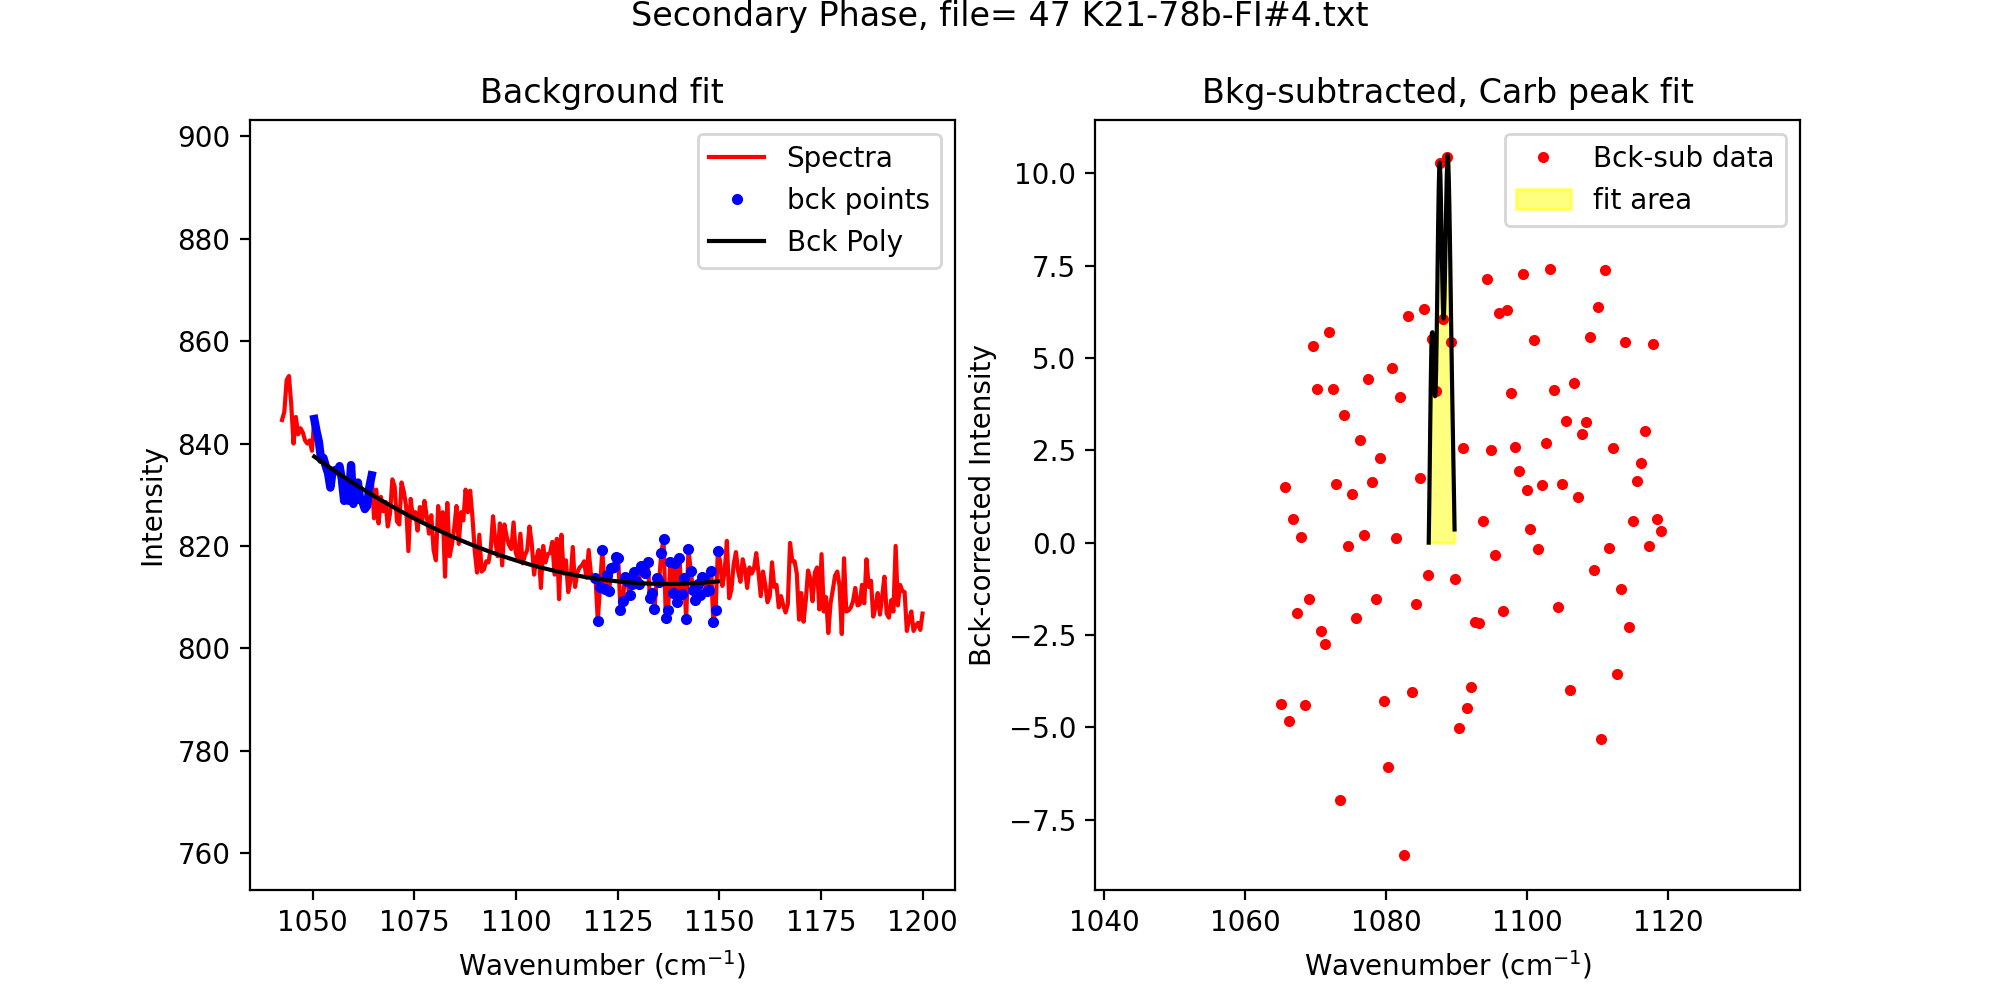 Secondary Phase, file= 47 K21-78b-FI#4.txt
Background fit
900
880
860
840
820
800
780
760
Intensity
Spectra
bck points
Bck Poly
1050 1075 1100 1125 1150 1175 1200
Wavenumber (cm⁻¹)
Bkg-subtracted, Carb peak fit
10.0
7.5
5.0
2.5
0.0
−2.5
−5.0
−7.5
Bck-corrected Intensity
Bck-sub data
fit area
1040 1060 1080 1100 1120
Wavenumber (cm⁻¹)